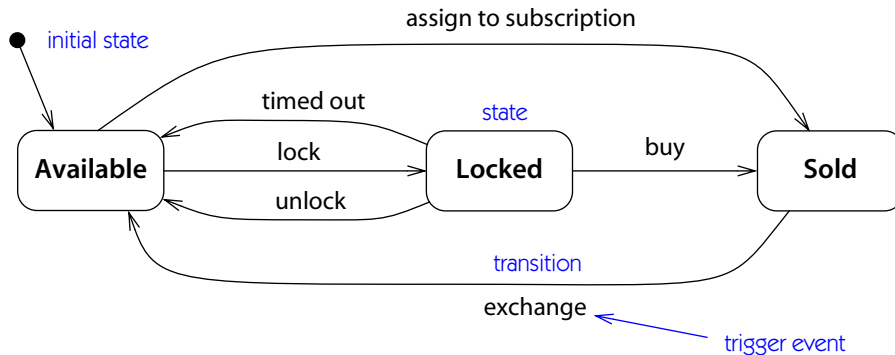 assign to subscription
initial state
timed out
state
lock
buy
Available
Locked
Sold
unlock
transition
exchange
trigger event